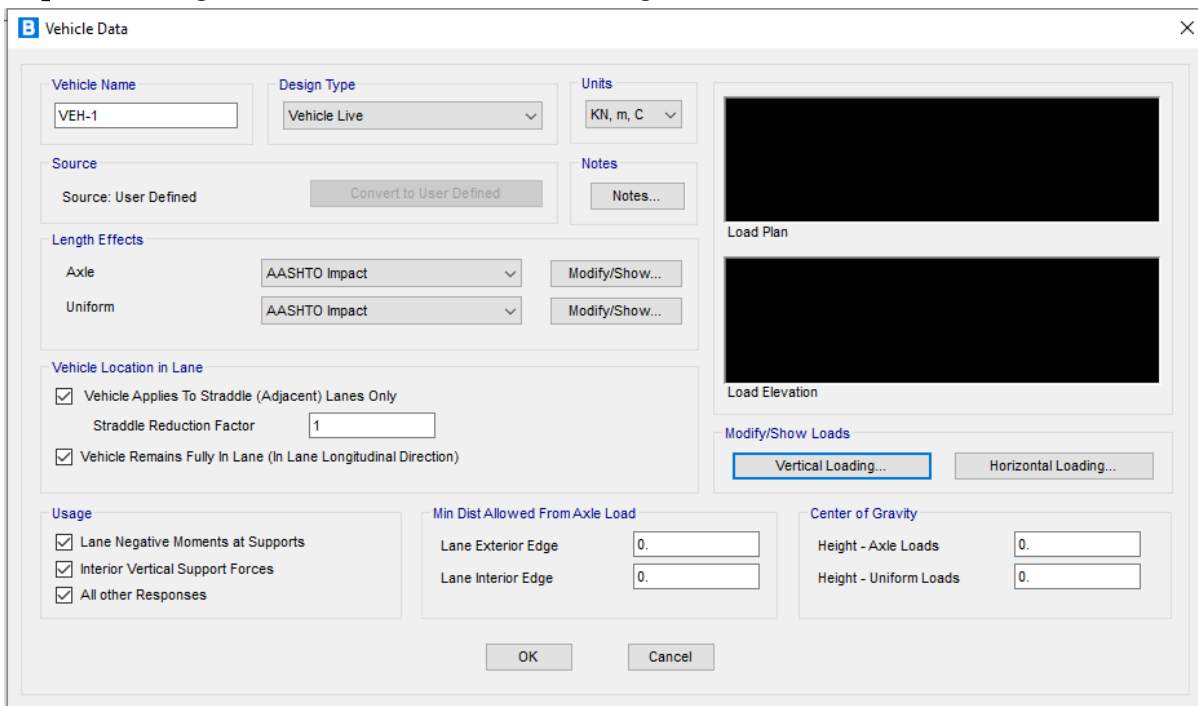 B Vehicle Data
Vehicle Name
VEH-1
Design Type
Vehicle Live
Units
KN, m, C
Source
Source: User Defined
Convert to User Defined
Notes
Notes...
Load Plan
Length Effects
Axle
AASHTO Impact
Modify/Show...
Uniform
AASHTO Impact
Modify/Show...
Load Elevation
Vehicle Location in Lane
Vehicle Applies To Straddle (Adjacent) Lanes Only
Straddle Reduction Factor
1
Vehicle Remains Fully In Lane (In Lane Longitudinal Direction)
Modify/Show Loads
Vertical Loading...
Horizontal Loading...
Usage
Lane Negative Moments at Supports
Interior Vertical Support Forces
All other Responses
Min Dist Allowed From Axle Load
Lane Exterior Edge
0.
Lane Interior Edge
0.
Center of Gravity
Height - Axle Loads
0.
Height - Uniform Loads
0.
OK
Cancel